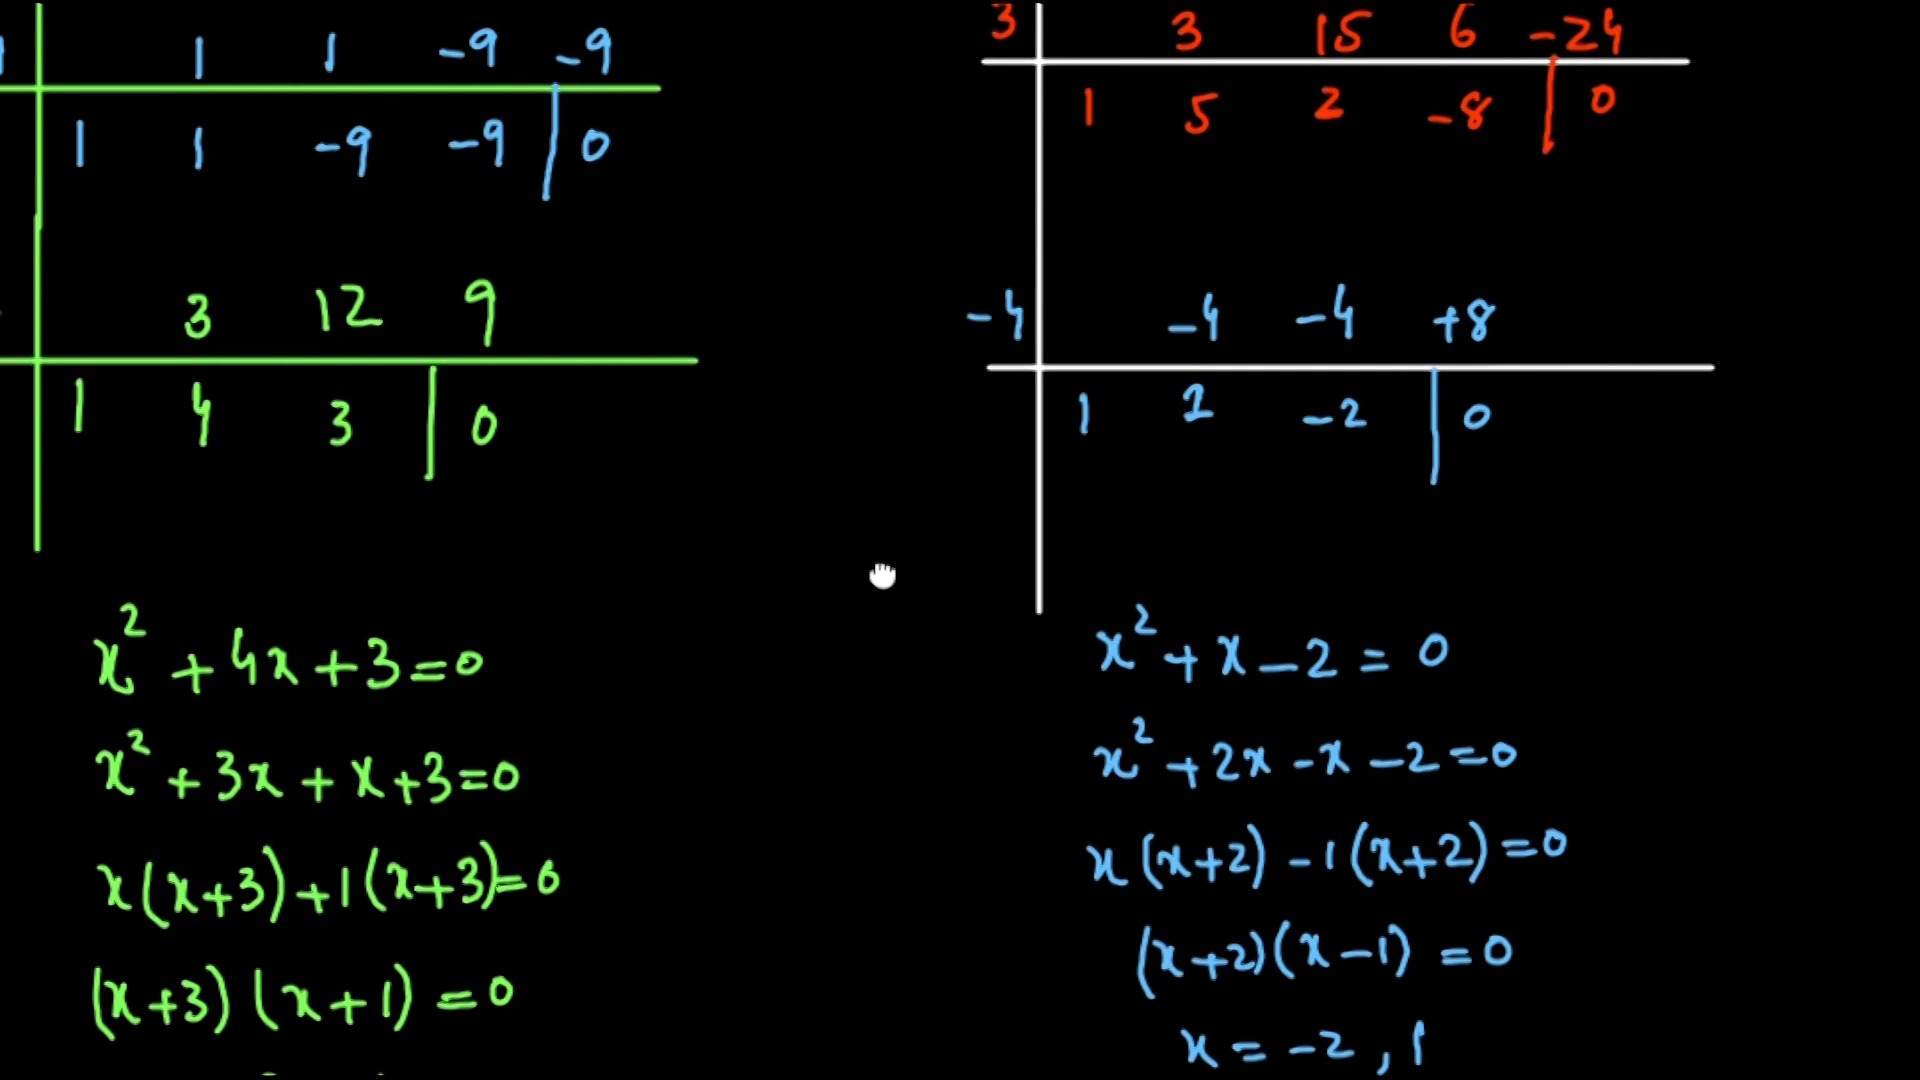 1 1 -9 -9
1 1 -9 -9 | 0
3 12 9
1 4 3 | 0
x² + 4x + 3 = 0
x² + 3x + x + 3 = 0
x(x+3) + 1(x+3) = 0
(x+3)(x+1) = 0
3 3 15 6 -24
1 5 2 -8 | 0
-4 -4 -4 +8
1 1 -2 | 0
x² + x - 2 = 0
x² + 2x - x - 2 = 0
x(x+2) - 1(x+2) = 0
(x+2)(x-1) = 0
x = -2, 1